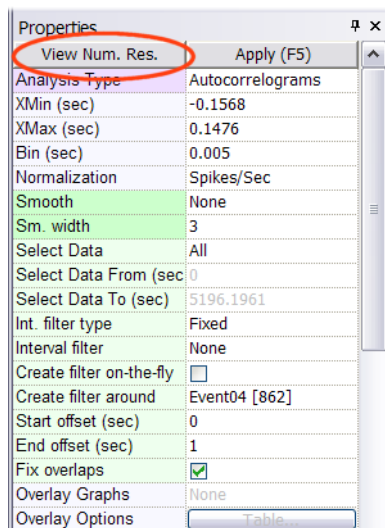 Properties
View Num. Res. Apply (F5)
Analysis Type Autocorrelograms
XMin (sec) -0.1568
XMax (sec) 0.1476
Bin (sec) 0.005
Normalization Spikes/Sec
Smooth None
Sm. width 3
Select Data All
Select Data From (sec 0
Select Data To (sec) 5196.1961
Int. filter type Fixed
Interval filter None
Create filter on-the-fly
Create filter around Event04 [862]
Start offset (sec) 0
End offset (sec) 1
Fix overlaps
Overlay Graphs None
Overlay Options Table...